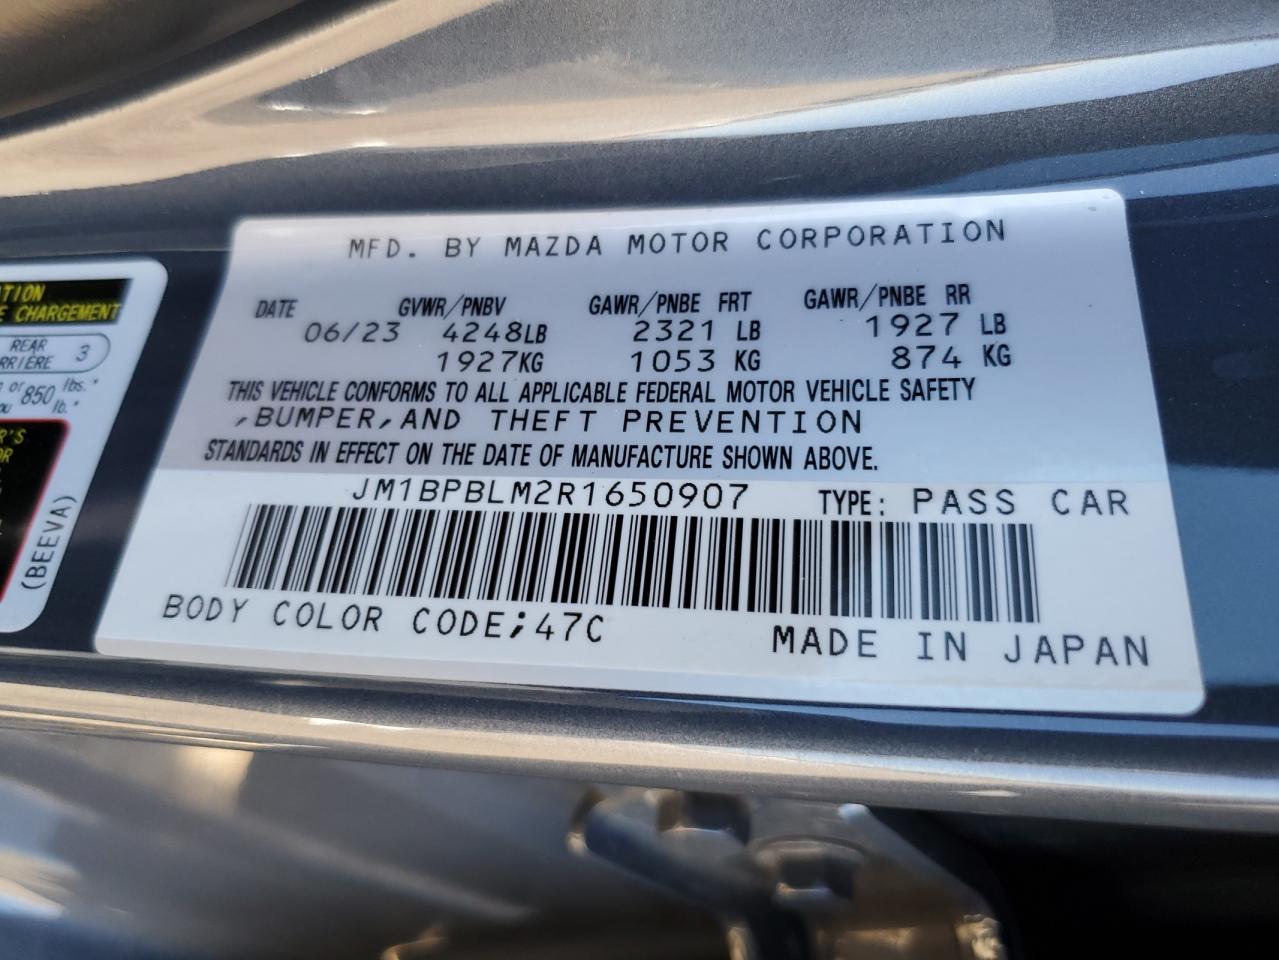 MFD. BY MAZDA MOTOR CORPORATION
DATE GVWR/PNBV GAWR/PNBE FRT GAWR/PNBE RR
06/23 4248LB 2321 LB 1927 LB
1927KG 1053 KG 874 KG
THIS VEHICLE CONFORMS TO ALL APPLICABLE FEDERAL MOTOR VEHICLE SAFETY
,BUMPER,AND THEFT PREVENTION
STANDARDS IN EFFECT ON THE DATE OF MANUFACTURE SHOWN ABOVE.
JM1BPBLM2R1650907 TYPE: PASS CAR
BODY COLOR CODE;47C MADE IN JAPAN
CHARGEMENT
REAR 3
or 850 lbs.*
lb.*
(BEEVA)